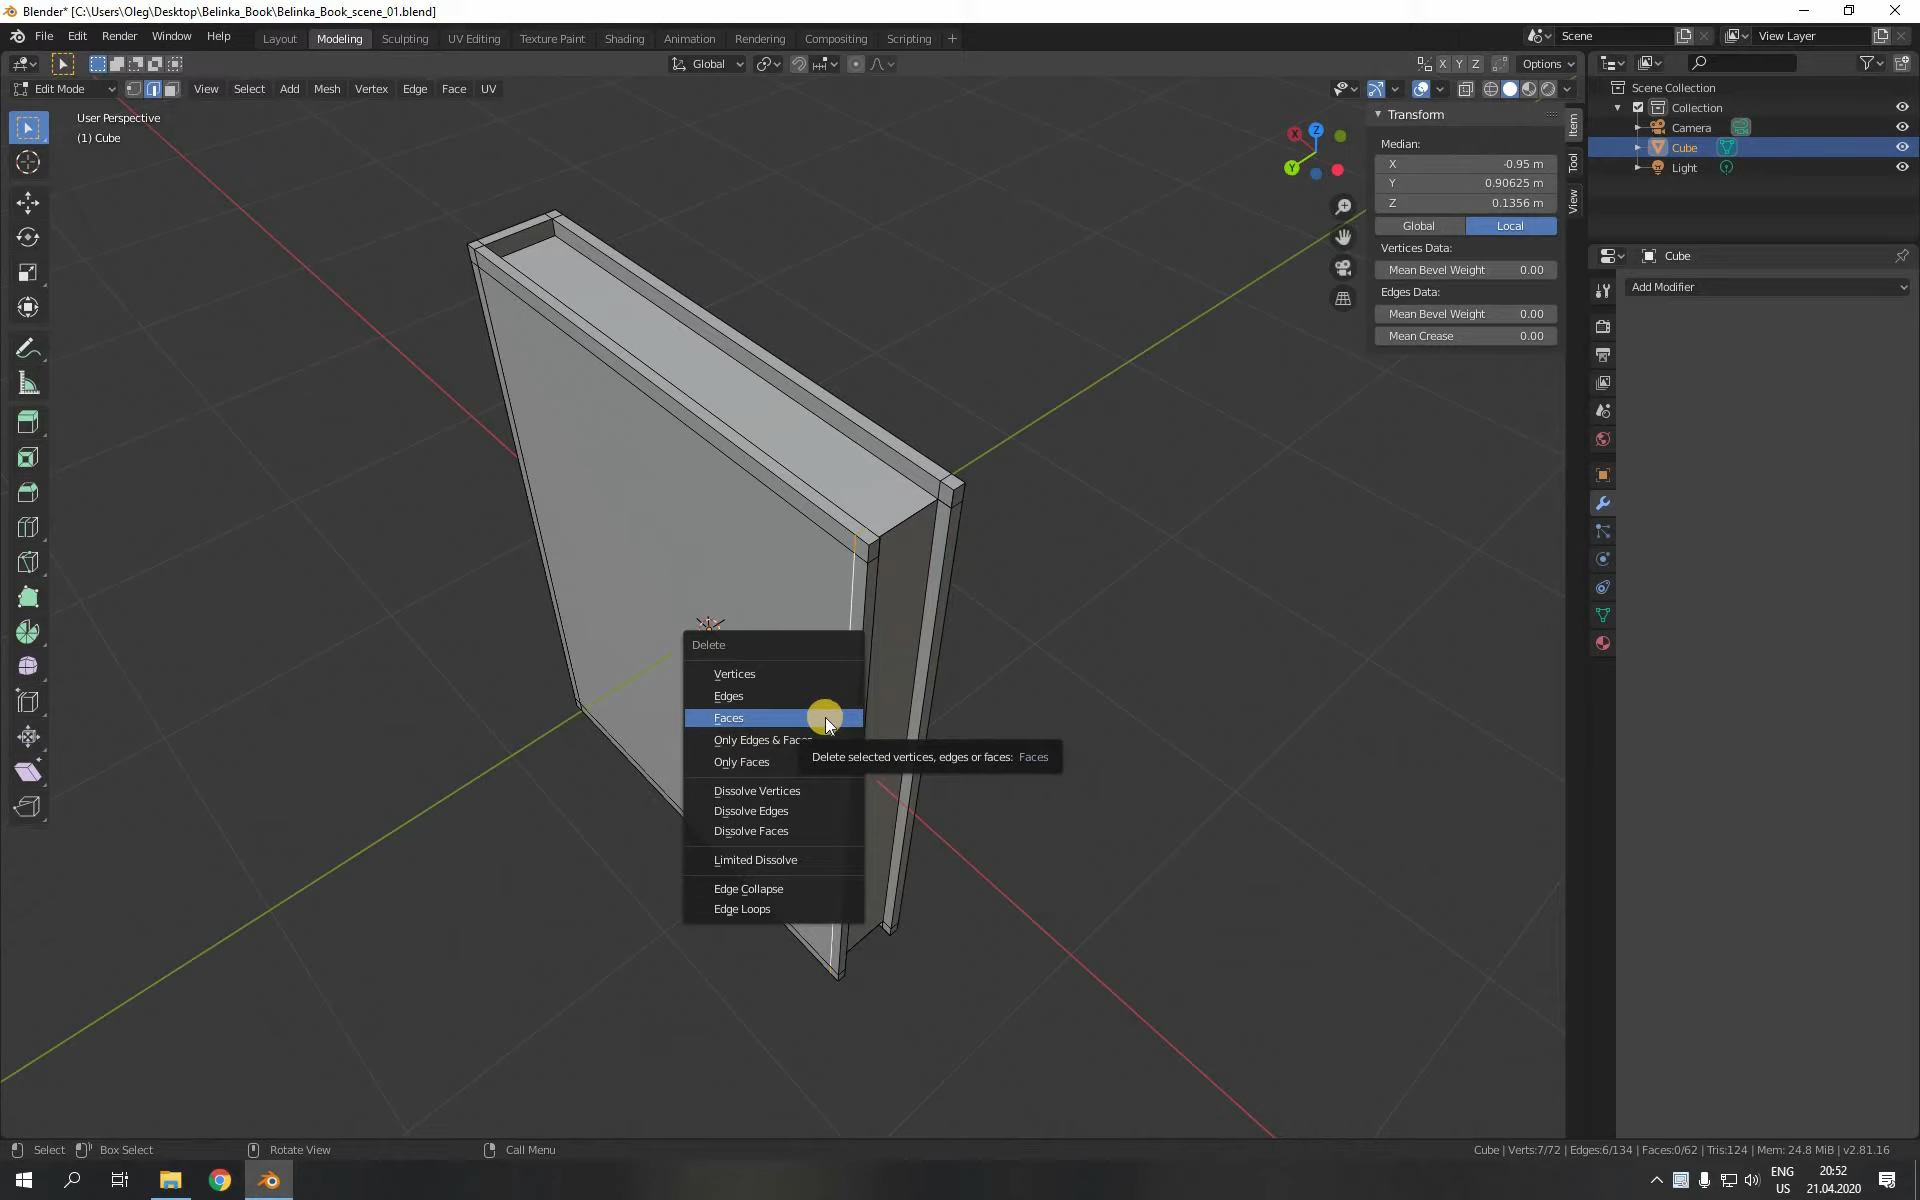 Blender* [C:\Users\Oleg\Desktop\Belinka_Book\Belinka_Book_scene_01.blend]
File Edit Render Window Help
Layout Modeling Sculpting UV Editing Texture Paint Shading Animation Rendering Compositing Scripting +
Scene
View Layer
Global
X Y Z
Options
Edit Mode
View Select Add Mesh Vertex Edge Face UV
User Perspective
(1) Cube
X
Z
Y
Transform
Median:
X -0.95 m
Y 0.90625 m
Z 0.1356 m
Global Local
Vertices Data:
Mean Bevel Weight 0.00
Edges Data:
Mean Bevel Weight 0.00
Mean Crease 0.00
Item
Tool
View
Scene Collection
Collection
Camera
Cube
Light
Cube
Add Modifier
Delete
Vertices
Edges
Faces
Only Edges & Faces
Only Faces
Dissolve Vertices
Dissolve Edges
Dissolve Faces
Limited Dissolve
Edge Collapse
Edge Loops
Delete selected vertices, edges or faces: Faces
Select
Box Select
Rotate View
Call Menu
Cube | Verts:7/72 | Edges:6/134 | Faces:0/62 | Tris:124 | Mem: 24.8 MiB | v2.81.16
ENG
US
20:52
21.04.2020